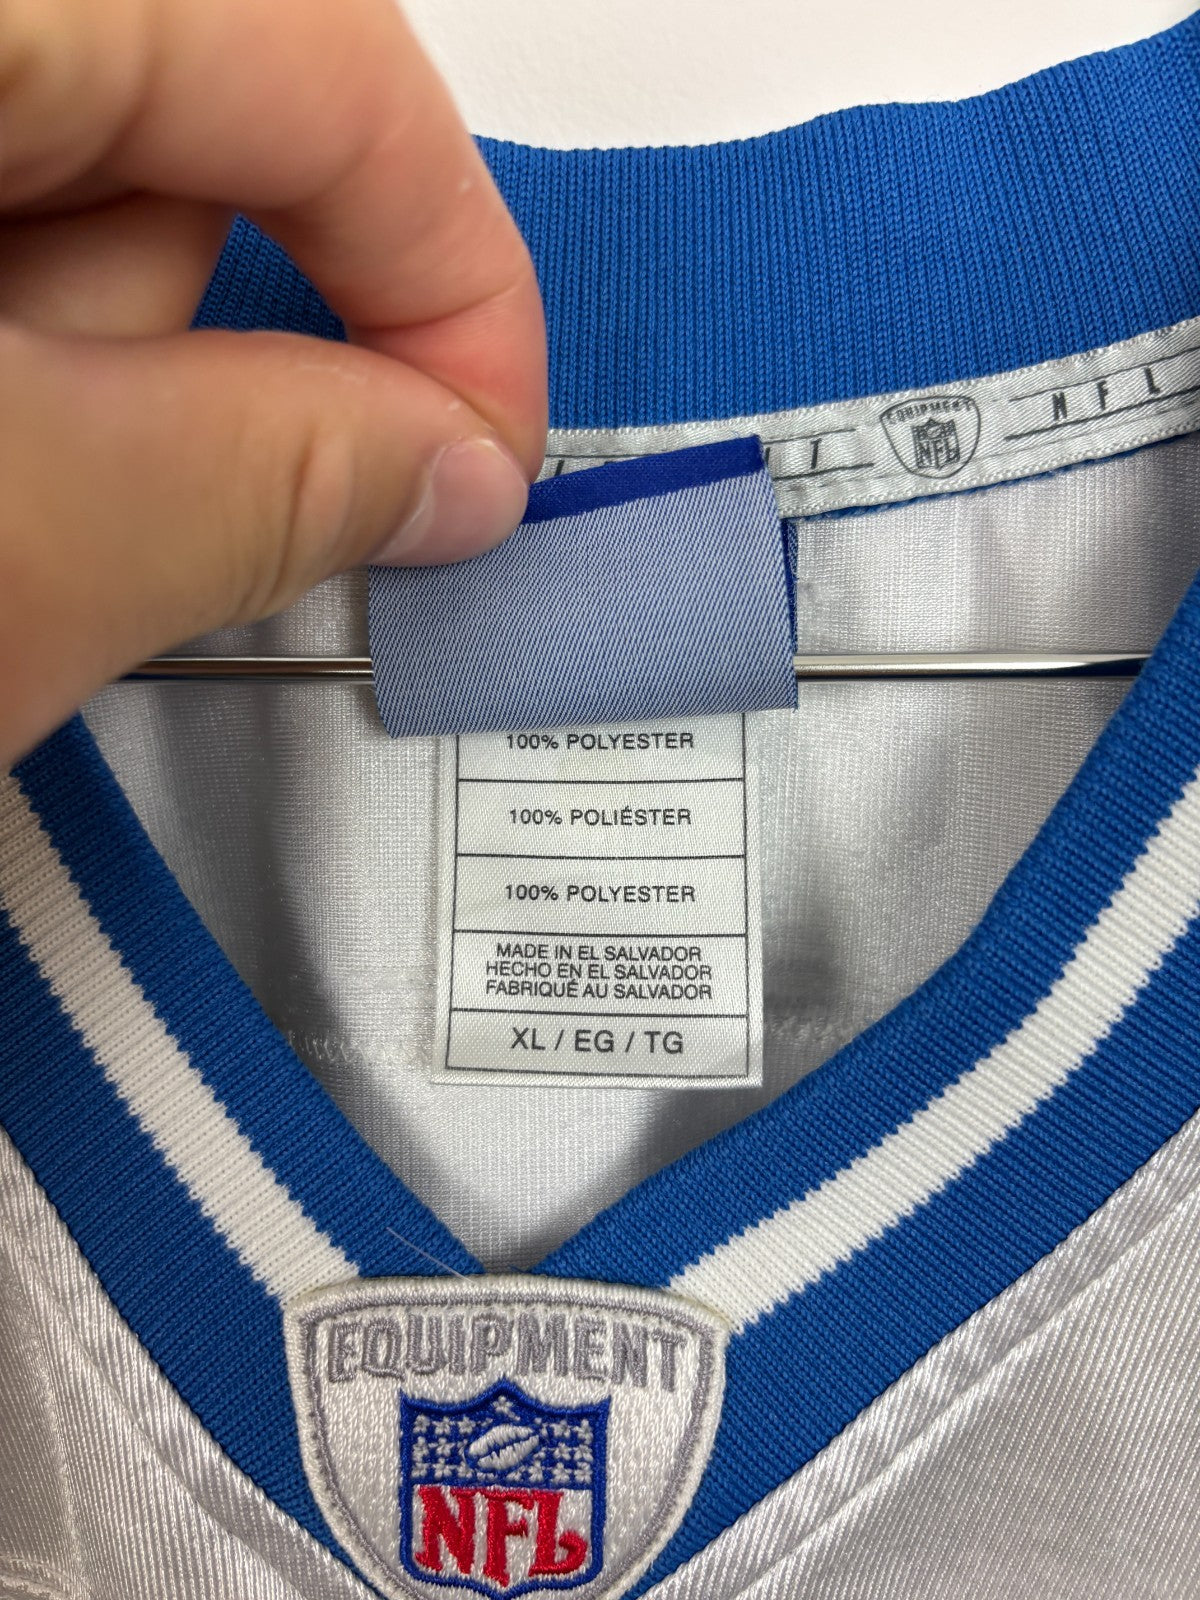 EQUIPMENT
NFL
NFL
100% POLYESTER
100% POLIÉSTER
100% POLYESTER
MADE IN EL SALVADOR
HECHO EN EL SALVADOR
FABRIQUÉ AU SALVADOR
XL / EG / TG
EQUIPMENT
NFL